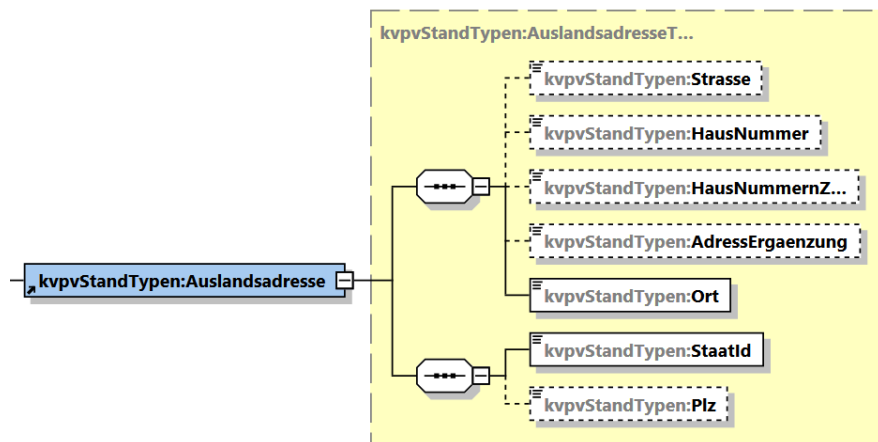 kvpvStandTypen:AuslandsadresseT...
kvpvStandTypen:Strasse
kvpvStandTypen:HausNummer
kvpvStandTypen:HausNummernZ...
kvpvStandTypen:AdressErgaenzung
kvpvStandTypen:Auslandsadresse
kvpvStandTypen:Ort
kvpvStandTypen:StaatId
kvpvStandTypen:Plz